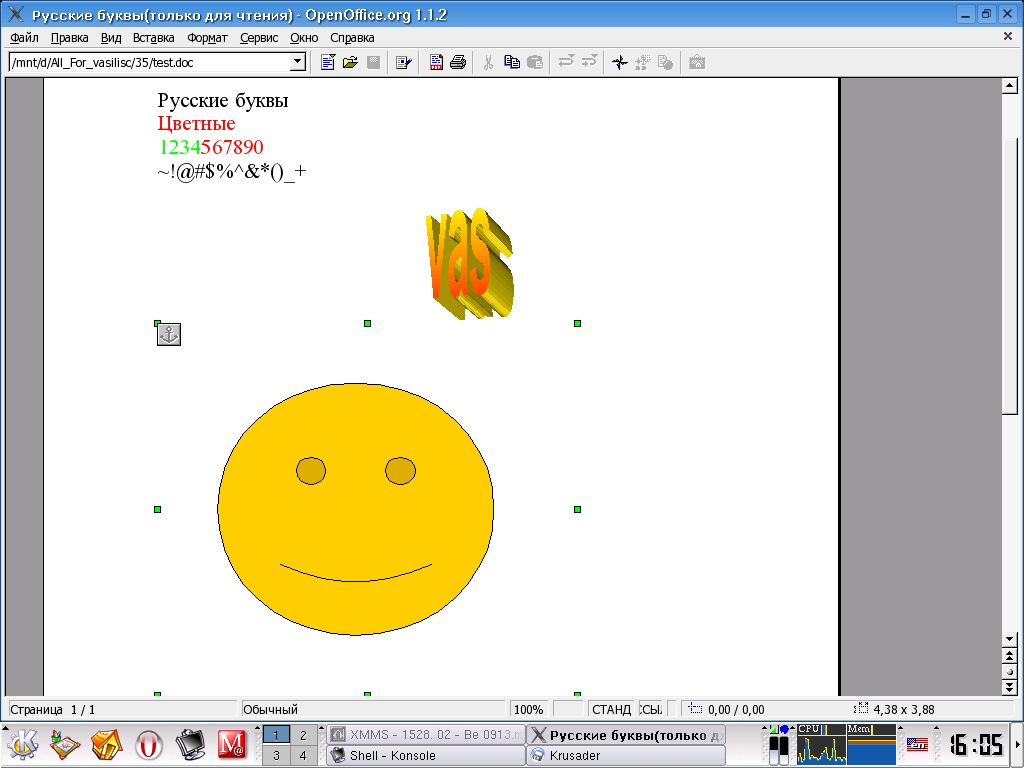 Русские буквы(только для чтения) - OpenOffice.org 1.1.2
Файл Правка Вид Вставка Формат Сервис Окно Справка
/mnt/d/All_For_vasilisc/35/test.doc
Русские буквы
Цветные
1234567890
~!@#$%^&*()_+
vas
Страница 1 / 1 Обычный 100% СТАНД 0,00 / 0,00 4,38 x 3,88
1 2 XMMS - 1528. 02 - Be 0913.m Русские буквы(только д
3 4 Shell - Konsole Krusader
CPU Mem
16:05